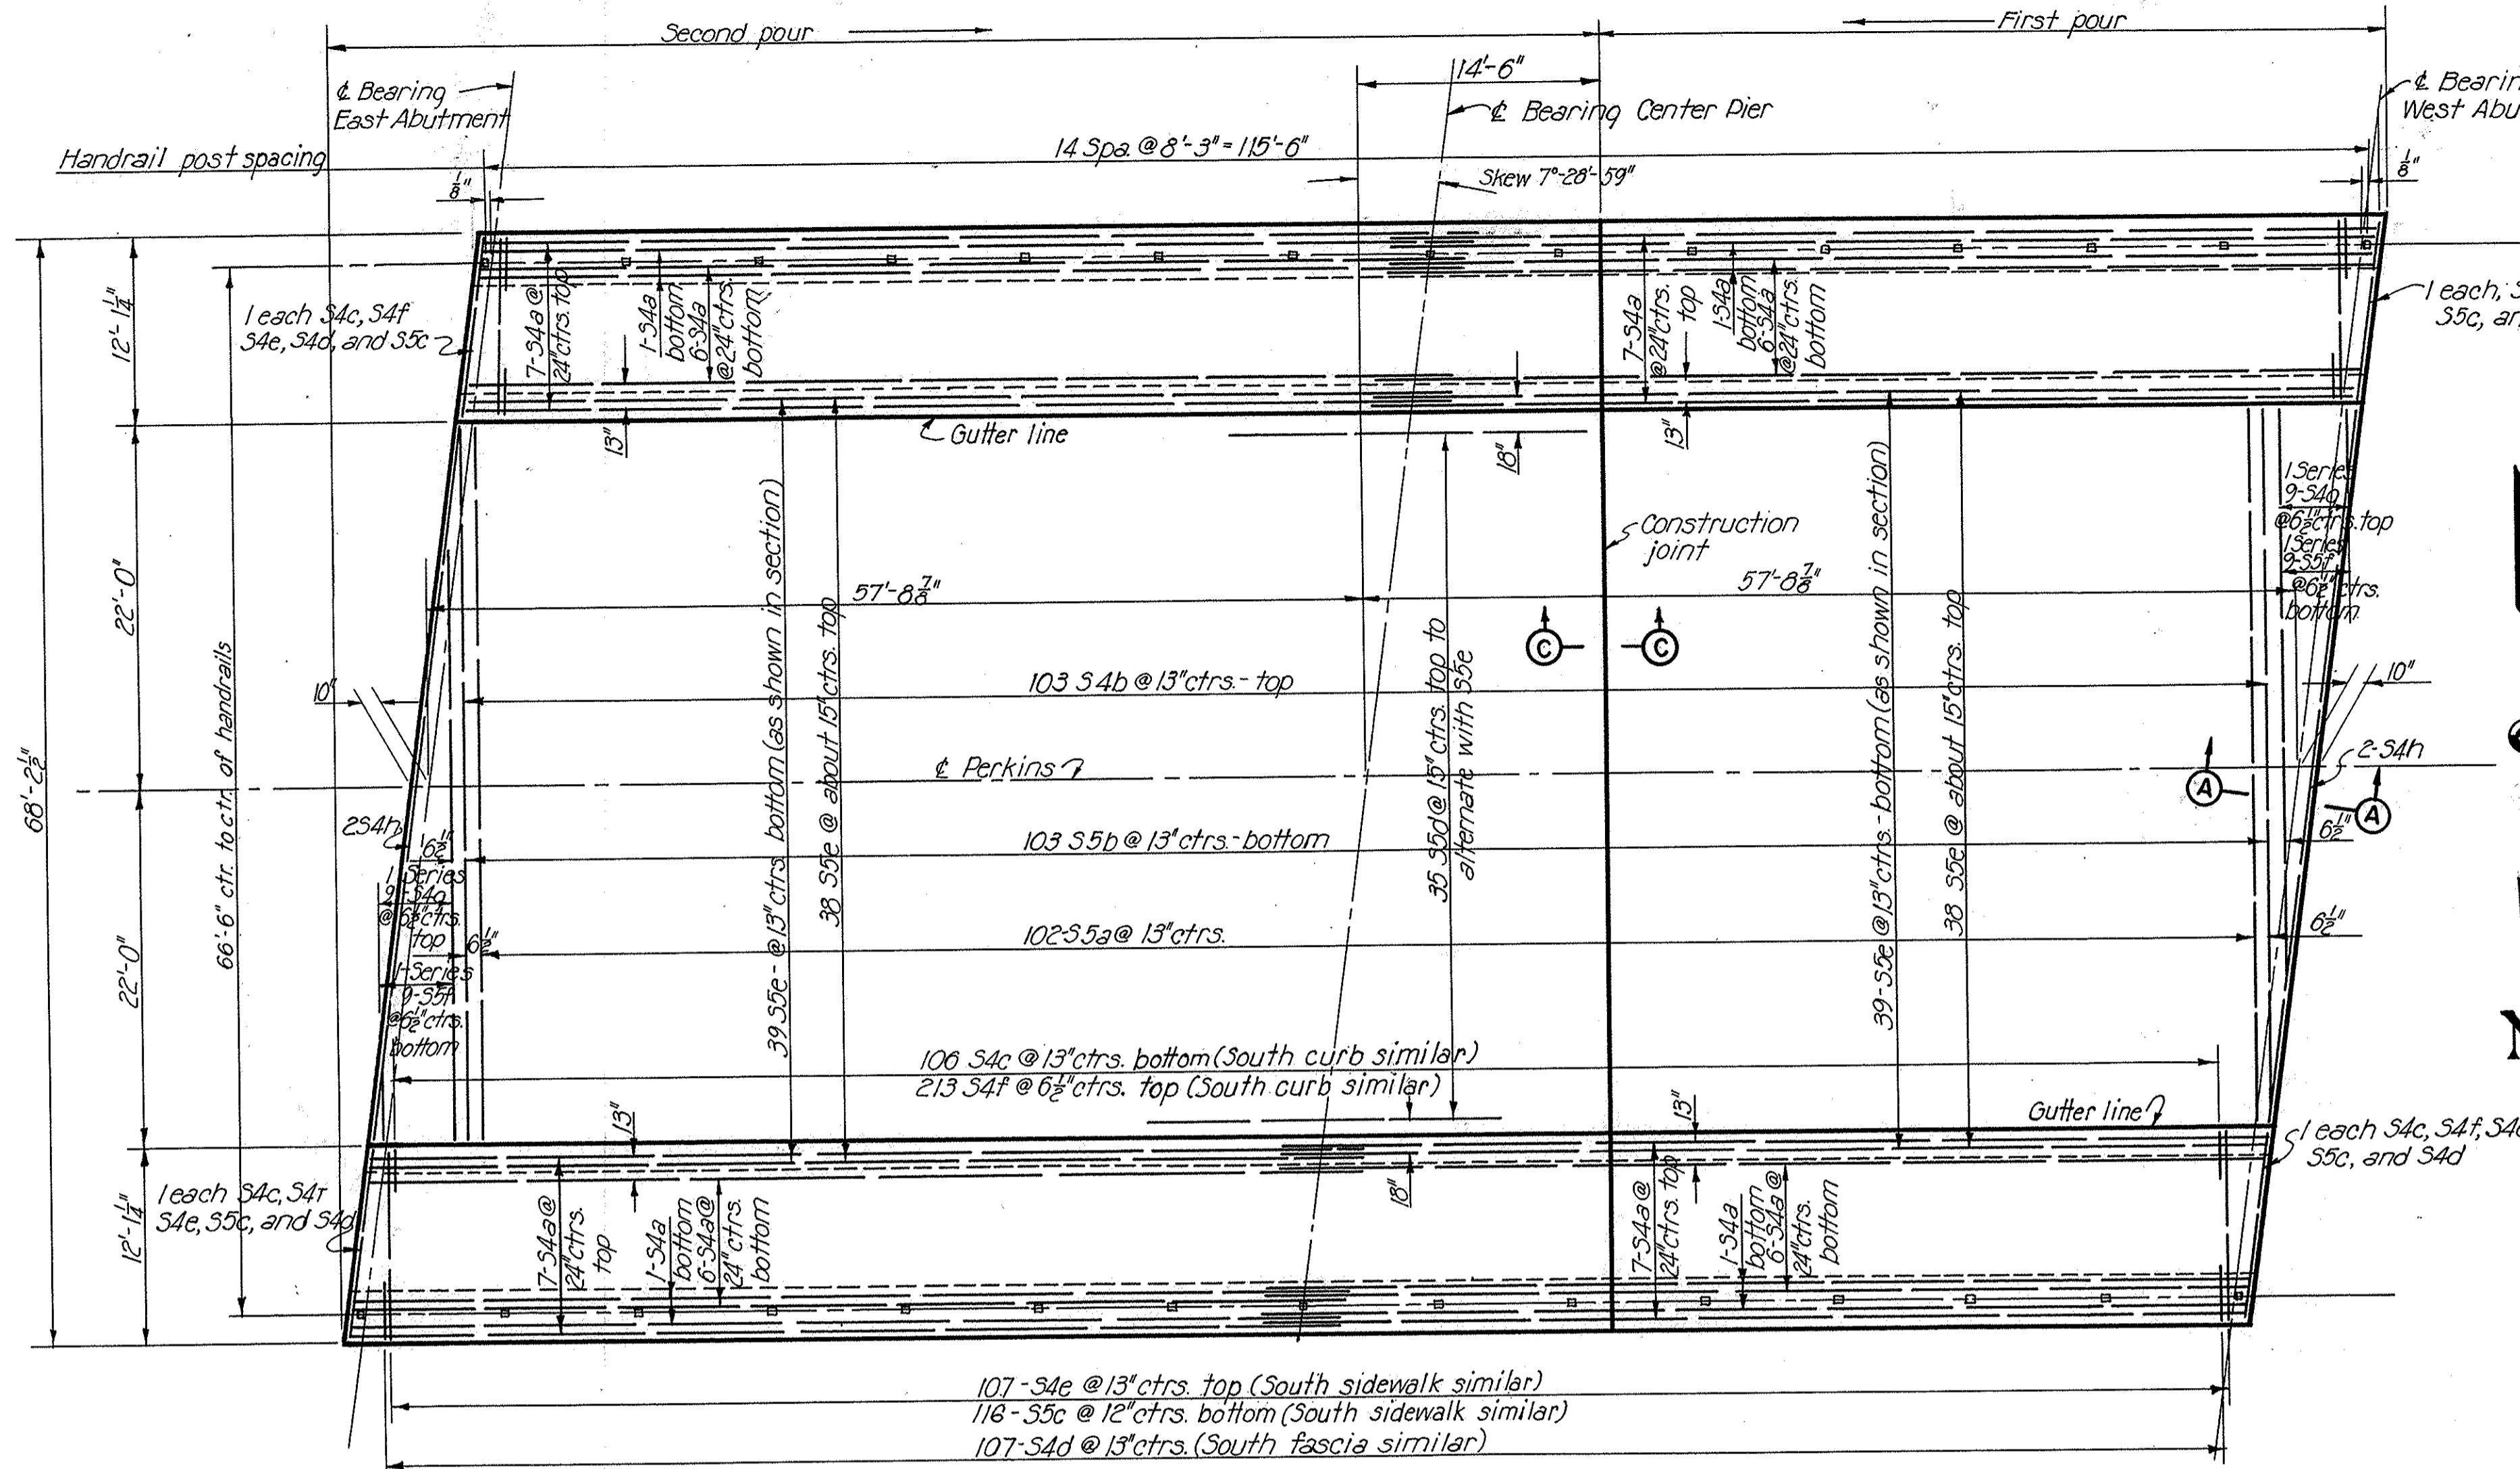 Second pour
First pour
14'-6"
℄ Bearing
East Abutment
℄ Bearing Center Pier
℄ Bearin
West Abu
Handrail post spacing
14 Spa. @ 8'-3" = 115'-6"
Skew 7°-28'-59"
1/8"
1/8"
12'-1 1/4"
22'-0"
22'-0"
12'-1 1/4"
68'-2 1/2"
66'-6" ctr. to ctr. of handrails
1 each S4c, S4f
S4e, S4d, and S5c
7-S4a @
24" ctrs. top
1-S4a
bottom
6-S4a
@24" ctrs.
bottom
7-S4a
@24" ctrs.
top
1-S4a
bottom
6-S4a
@24" ctrs.
bottom
1 each, S
S5c, an
13"
Gutter line
18"
13"
Construction
joint
57'-8 7/8"
57'-8 7/8"
1 Series
@6 1/2" ctrs. top
1 Series
9-S5f
@6 1/2" ctrs.
bottom
39 S5e- @ 13" ctrs. bottom (as shown in section)
38 S5e @ about 15" ctrs. top
35 S5d @ 15" ctrs. top to
alternate with S5e
39-S5e @ 13" ctrs.- bottom (as shown in section)
38 S5e @ about 15" ctrs. top
C
C
10"
103 S4b @ 13" ctrs.- top
10"
℄ Perkins
2-S4h
A
A
2S4h
6 1/2"
103 S5b @ 13" ctrs.- bottom
6 1/2"
1 Series
@ 6 1/2" ctrs.
top
6 1/2"
102-S5a @ 13" ctrs.
6 1/2"
1-Series
9-S5f
@6 1/2" ctrs.
bottom
106 S4c @ 13" ctrs. bottom (South curb similar)
213 S4f @ 6 1/2" ctrs. top (South curb similar)
13"
13"
Gutter line
1 each S4c, S4f, S4
S5c, and S4d
1 each S4c, S4f
S4e, S5c, and S4d
18"
7-S4a @
24" ctrs.
top
1-S4a
bottom
6-S4a @
24" ctrs.
bottom
7-S4a @
24" ctrs. top
1-S4a
bottom
6-S4a @
24" ctrs.
bottom
107-S4e @ 13" ctrs. top (South sidewalk similar)
116-S5c @ 12" ctrs. bottom (South sidewalk similar)
107-S4d @ 13" ctrs. (South fascia similar)